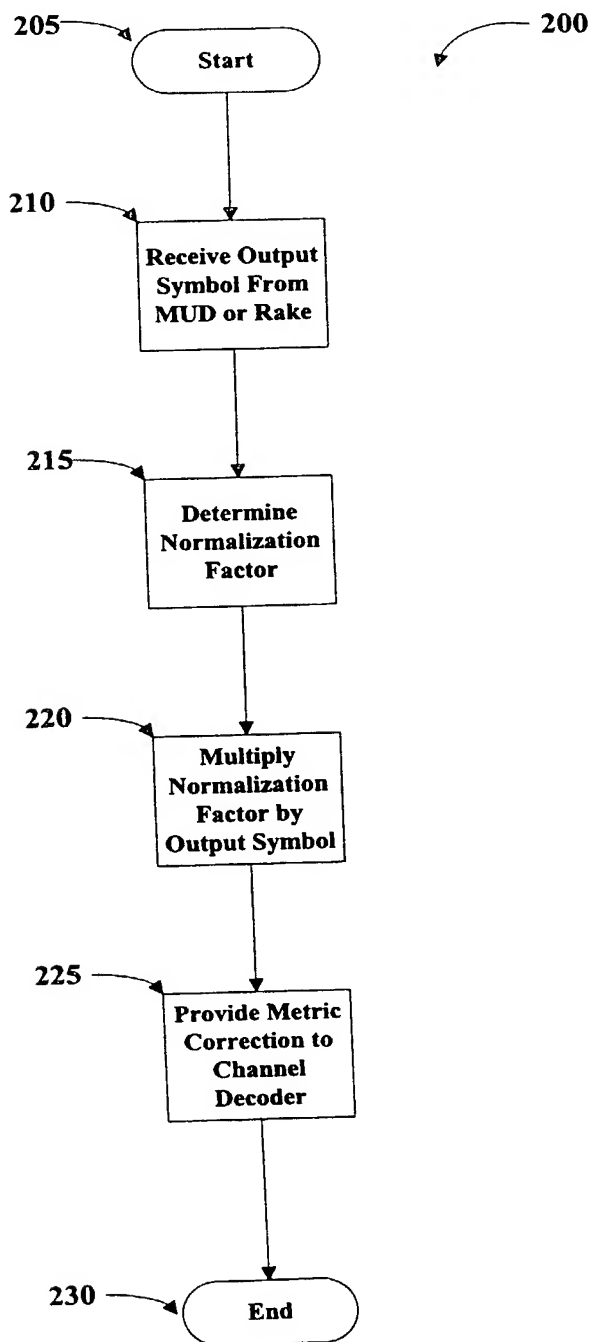 205
200
Start
210
Receive Output
Symbol From
MUD or Rake
215
Determine
Normalization
Factor
220
Multiply
Normalization
Factor by
Output Symbol
225
Provide Metric
Correction to
Channel
Decoder
230
End